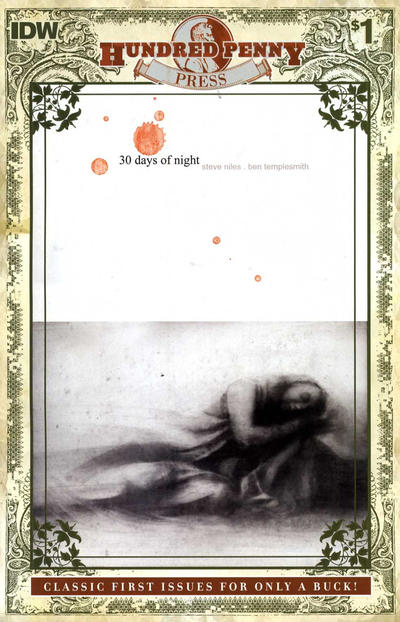 IDW
$1
HUNDRED PENNY
PRESS
30 days of night
steve niles . ben templesmith
CLASSIC FIRST ISSUES FOR ONLY A BUCK!